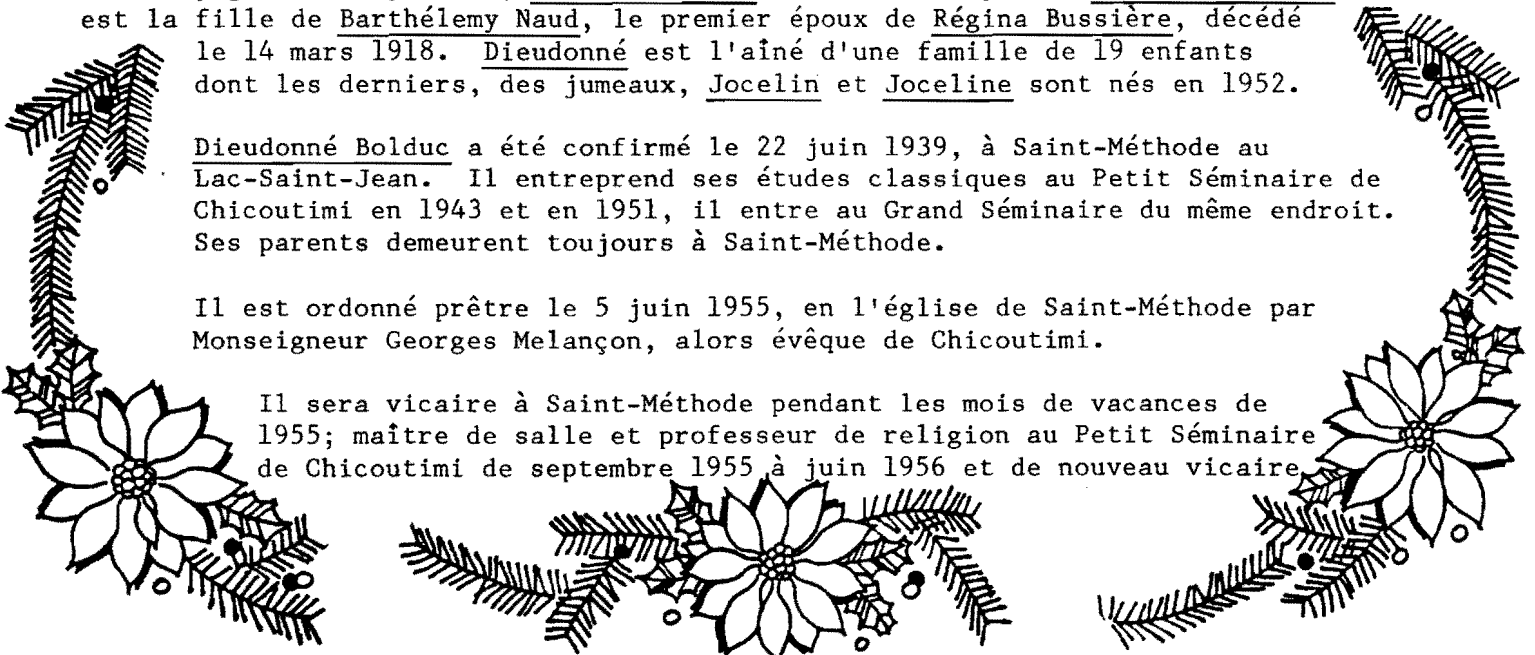 est la fille de Barthélemy Naud, le premier époux de Régina Bussière, décédé
le 14 mars 1918. Dieudonné est l'aîné d'une famille de 19 enfants
dont les derniers, des jumeaux, Jocelin et Joceline sont nés en 1952.
Dieudonné Bolduc a été confirmé le 22 juin 1939, à Saint-Méthode au
Lac-Saint-Jean. Il entreprend ses études classiques au Petit Séminaire de
Chicoutimi en 1943 et en 1951, il entre au Grand Séminaire du même endroit.
Ses parents demeurent toujours à Saint-Méthode.
Il est ordonné prêtre le 5 juin 1955, en l'église de Saint-Méthode par
Monseigneur Georges Melançon, alors évêque de Chicoutimi.
Il sera vicaire à Saint-Méthode pendant les mois de vacances de
1955; maître de salle et professeur de religion au Petit Séminaire
de Chicoutimi de septembre 1955 à juin 1956 et de nouveau vicaire